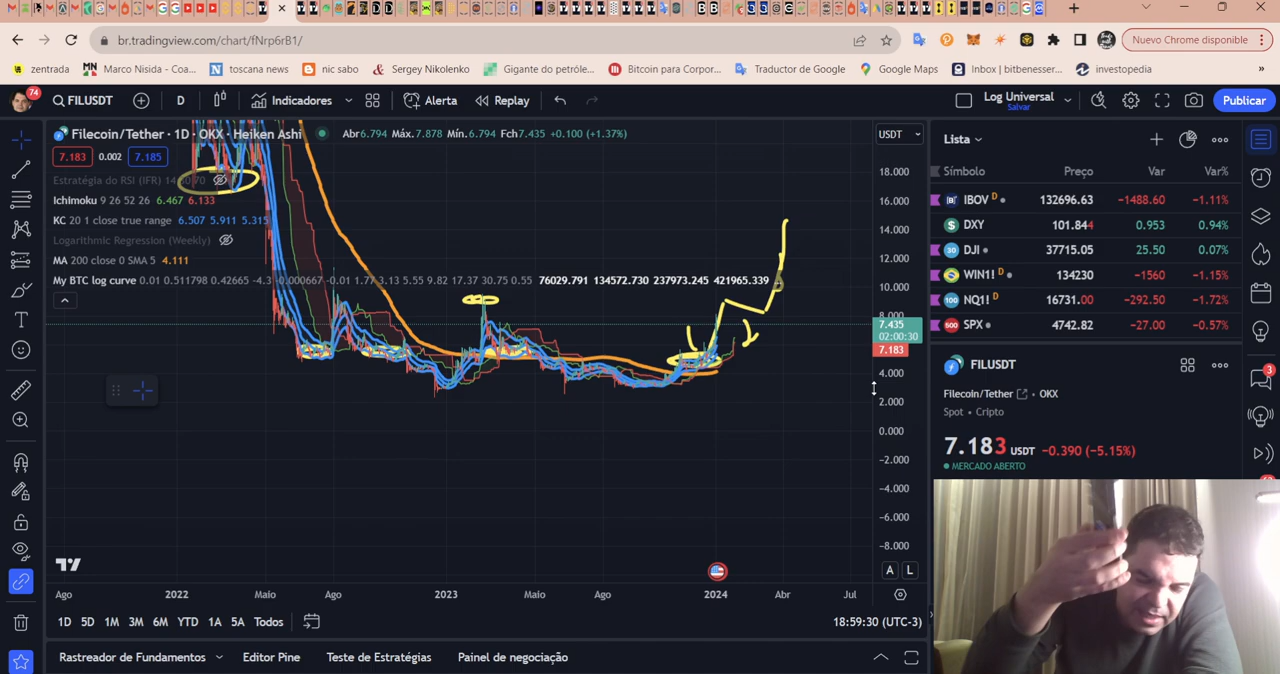 br.tradingview.com/chart/fNrp6rB1/
Nuevo Chrome disponible
zentrada
Marco Nisida - Coa...
toscana news
nic sabo
Sergey Nikolenko
Gigante do petróle...
Bitcoin para Corpor...
Traductor de Google
Google Maps
Inbox | bitbenesser...
investopedia
»
74
FILUSDT
D
Indicadores
Alerta
Replay
Log Universal
Salvar
Publicar
Filecoin/Tether · 1D · OKX · Heiken Ashi
Abr6.794 Máx.7.878 Mín.6.794 Fch7.435 +0.100 (+1.37%)
7.183 0.002 7.185
Ichimoku 9 26 52 26 6.467 6.133
KC 20 1 close true range 6.507 5.911 5.315
Logarithmic Regression (Weekly)
MA 200 close 0 SMA 5 4.111
My BTC log curve 0.01 0.511798 0.42665 -4.3 -0.000667 -0.01 1.77 3.13 5.55 9.82 17.37 30.75 0.55 76029.791 134572.730 237973.245 421965.339
USDT
18.000
16.000
14.000
12.000
10.000
8.000
7.435
02:00:30
7.183
4.000
2.000
0.000
−2.000
−4.000
−6.000
−8.000
A L
Ago 2022 Maio Ago 2023 Maio Ago 2024 Abr Jul
1D 5D 1M 3M 6M YTD 1A 5A Todos
18:59:30 (UTC-3)
Rastreador de Fundamentos
Editor Pine
Teste de Estratégias
Painel de negociação
Lista
Símbolo Preço Var Var%
IBOV D 132696.63 −1488.60 −1.11%
DXY 101.844 0.953 0.94%
DJI 37715.05 25.50 0.07%
WIN1! D 134230 −1560 −1.15%
NQ1! D 16731.00 −292.50 −1.72%
SPX 4742.82 −27.00 −0.57%
FILUSDT
Filecoin/Tether • OKX
Spot • Cripto
7.183 USDT −0.390 (−5.15%)
MERCADO ABERTO
3